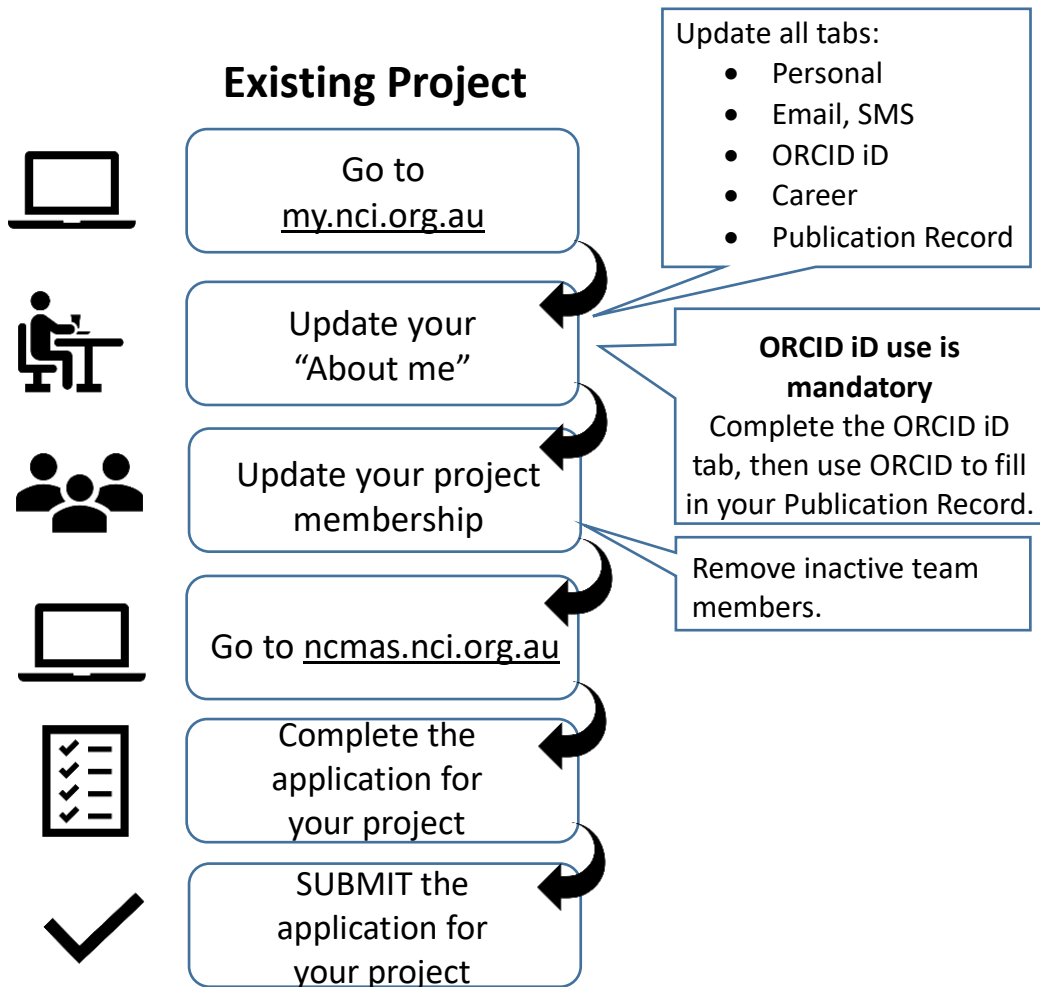 Existing Project
Go to
my.nci.org.au
Update your
“About me”
Update your project
membership
Go to ncmas.nci.org.au
Complete the
application for
your project
SUBMIT the
application for
your project
Update all tabs:
• Personal
• Email, SMS
• ORCID iD
• Career
• Publication Record
ORCID iD use is
mandatory
Complete the ORCID iD
tab, then use ORCID to fill
in your Publication Record.
Remove inactive team
members.